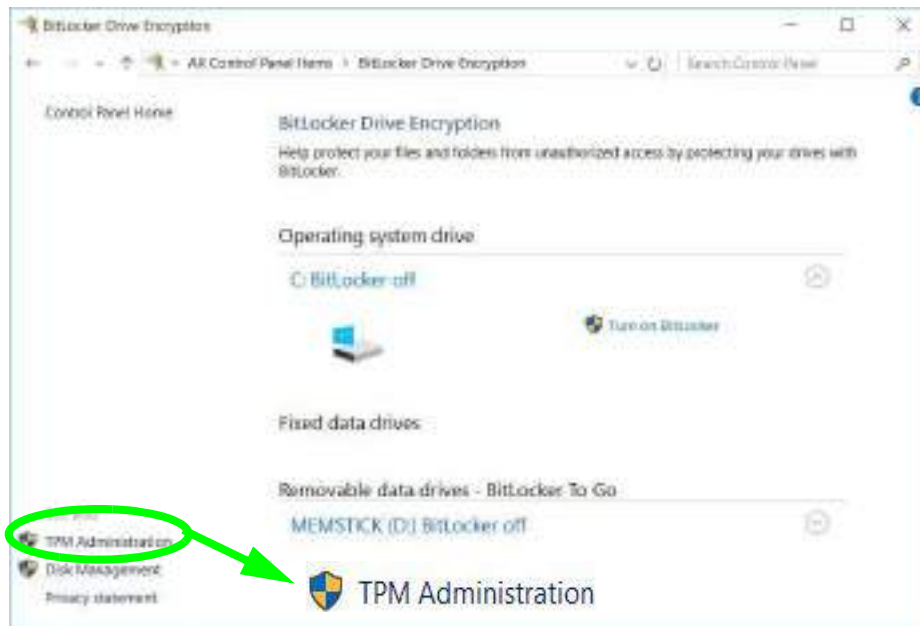 BitLocker Drive Encryption
All Control Panel Items › BitLocker Drive Encryption
Search Control Panel
Control Panel Home
BitLocker Drive Encryption
Help protect your files and folders from unauthorized access by protecting your drives with
BitLocker.
Operating system drive
C: BitLocker off
Turn on BitLocker
Fixed data drives
Removable data drives - BitLocker To Go
MEMSTICK (D:) BitLocker off
TPM Administration
Disk Management
Privacy statement
TPM Administration